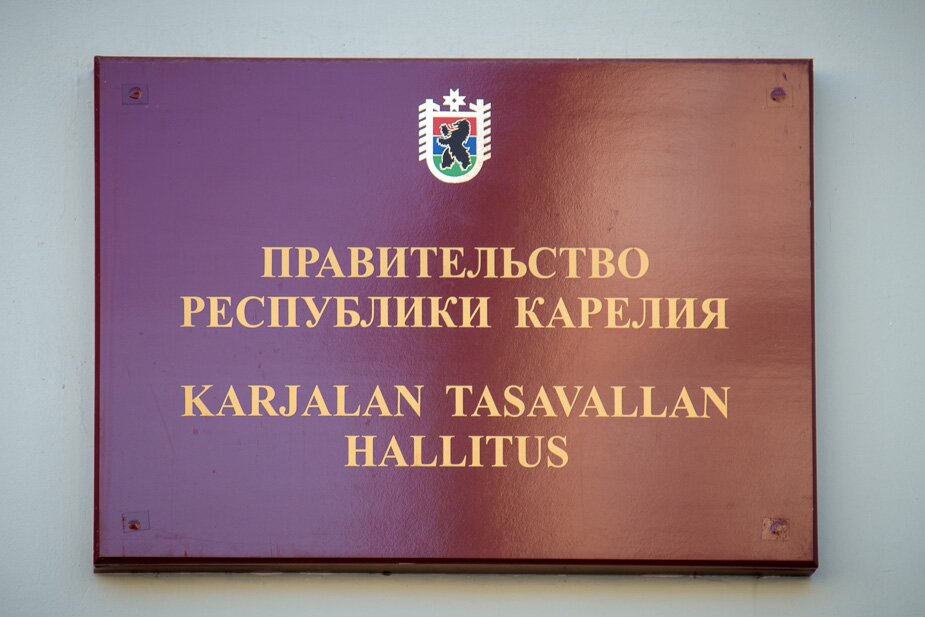 ПРАВИТЕЛЬСТВО
РЕСПУБЛИКИ КАРЕЛИЯ
KARJALAN TASAVALLAN
HALLITUS